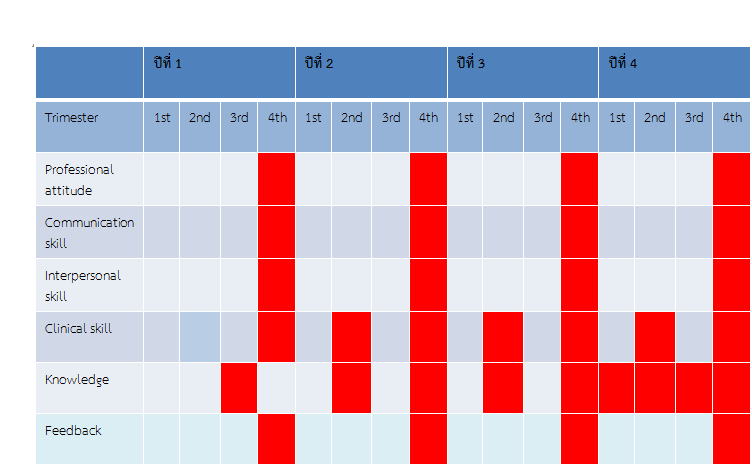 ปีที่ 1 ปีที่ 2 ปีที่ 3 ปีที่ 4
Trimester 1st 2nd 3rd 4th 1st 2nd 3rd 4th 1st 2nd 3rd 4th 1st 2nd 3rd 4th
Professional
attitude
Communication
skill
Interpersonal
skill
Clinical skill
Knowledge
Feedback